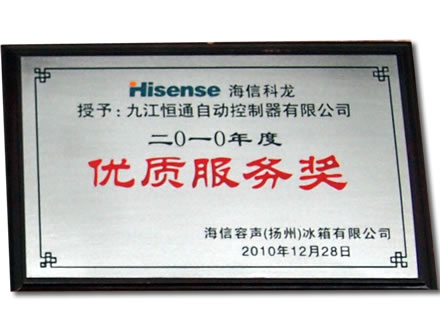 Hisense 海信科龙
授予:九江恒通自动控制器有限公司
二0一0年度
优质服务奖
海信容声(扬州)冰箱有限公司
2010年12月28日